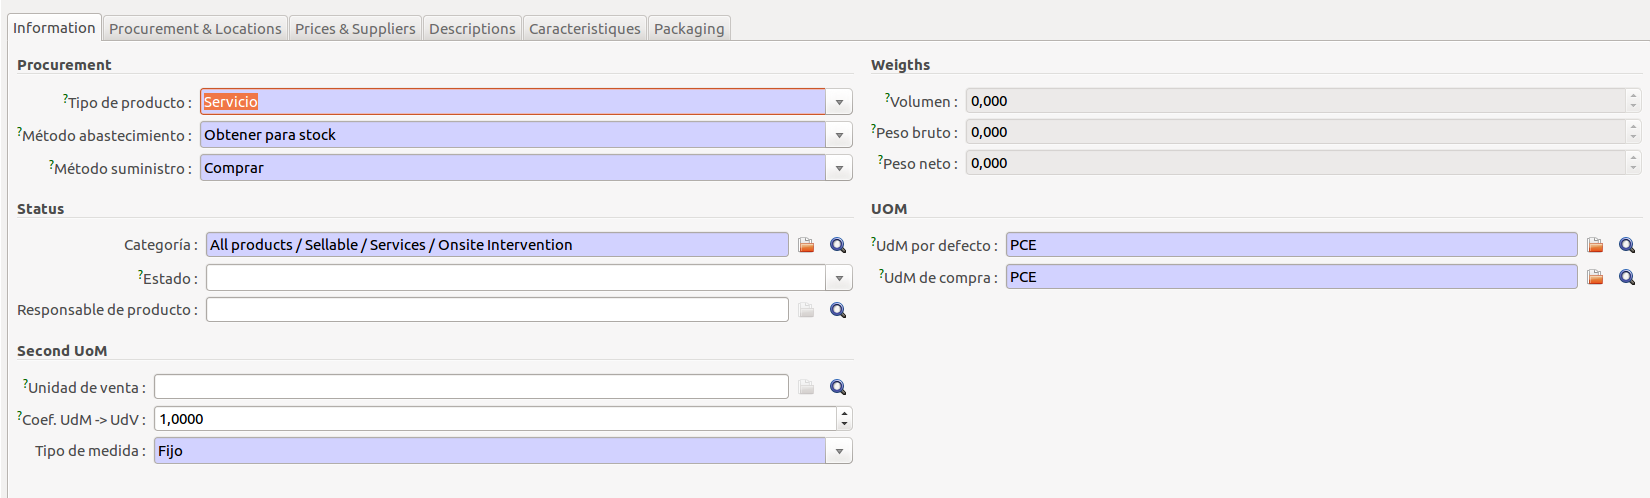 Information Procurement & Locations Prices & Suppliers Descriptions Caracteristiques Packaging
Procurement
?Tipo de producto : Servicio
?Método abastecimiento : Obtener para stock
?Método suministro : Comprar
Weigths
?Volumen : 0,000
?Peso bruto : 0,000
?Peso neto : 0,000
Status
Categoría : All products / Sellable / Services / Onsite Intervention
?Estado :
Responsable de producto :
UOM
?UdM por defecto : PCE
?UdM de compra : PCE
Second UoM
?Unidad de venta :
?Coef. UdM -> UdV : 1,0000
Tipo de medida : Fijo